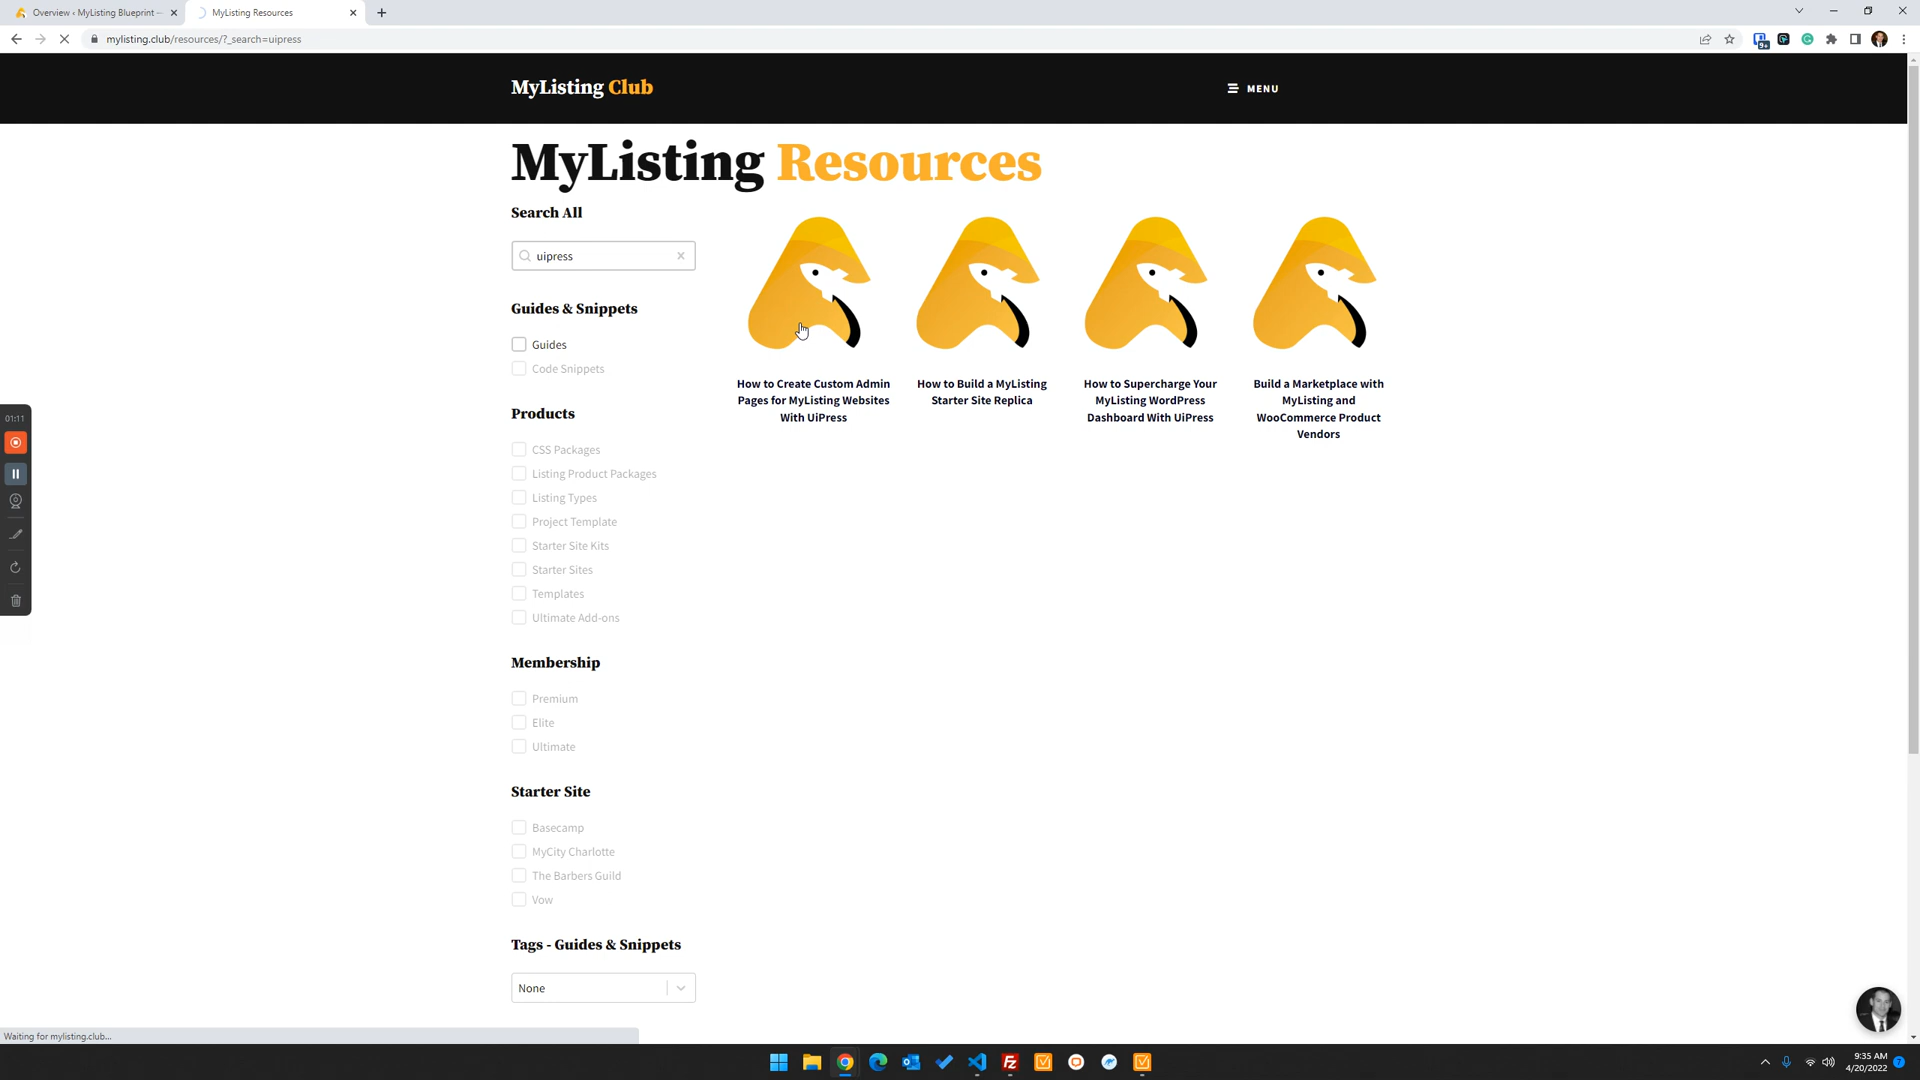 Overview ‹ MyListing Blueprint —
MyListing Resources
mylisting.club/resources/?_search=uipress
9+
MyListing Club
MENU
MyListing Resources
Search All
uipress
Guides & Snippets
Guides
Code Snippets
Products
CSS Packages
Listing Product Packages
Listing Types
Project Template
Starter Site Kits
Starter Sites
Templates
Ultimate Add-ons
Membership
Premium
Elite
Ultimate
Starter Site
Basecamp
MyCity Charlotte
The Barbers Guild
Vow
Tags - Guides & Snippets
None
How to Create Custom Admin
Pages for MyListing Websites
With UiPress
How to Build a MyListing
Starter Site Replica
How to Supercharge Your
MyListing WordPress
Dashboard With UiPress
Build a Marketplace with
MyListing and
WooCommerce Product
Vendors
01:11
Waiting for mylisting.club...
Fz
9:35 AM
4/20/2022
7